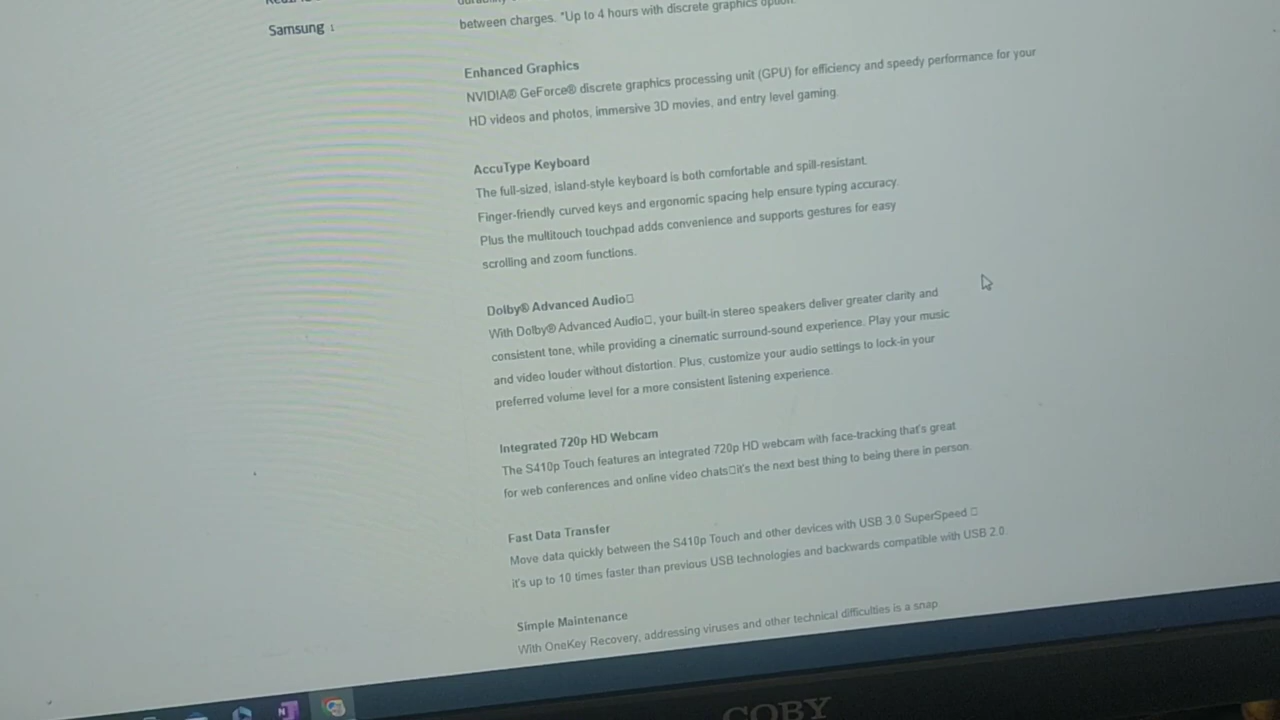 Samsung 1
between charges. *Up to 4 hours with discrete graphics option.
Enhanced Graphics
NVIDIA® GeForce® discrete graphics processing unit (GPU) for efficiency and speedy performance for your
HD videos and photos, immersive 3D movies, and entry level gaming.
AccuType Keyboard
The full-sized, island-style keyboard is both comfortable and spill-resistant.
Finger-friendly curved keys and ergonomic spacing help ensure typing accuracy.
Plus the multitouch touchpad adds convenience and supports gestures for easy
scrolling and zoom functions.
Dolby® Advanced Audio□
With Dolby® Advanced Audio□, your built-in stereo speakers deliver greater clarity and
consistent tone, while providing a cinematic surround-sound experience. Play your music
and video louder without distortion. Plus, customize your audio settings to lock-in your
preferred volume level for a more consistent listening experience.
Integrated 720p HD Webcam
The S410p Touch features an integrated 720p HD webcam with face-tracking that's great
for web conferences and online video chats□it's the next best thing to being there in person.
Fast Data Transfer
Move data quickly between the S410p Touch and other devices with USB 3.0 SuperSpeed □
it's up to 10 times faster than previous USB technologies and backwards compatible with USB 2.0
Simple Maintenance
With OneKey Recovery, addressing viruses and other technical difficulties is a snap.
COBY